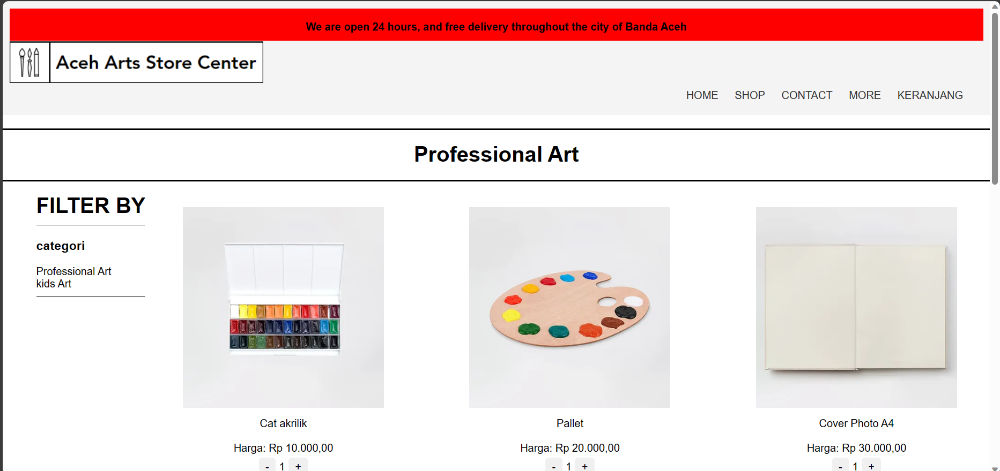 We are open 24 hours, and free delivery throughout the city of Banda Aceh
Aceh Arts Store Center
HOME SHOP CONTACT MORE KERANJANG
Professional Art
FILTER BY
categori
Professional Art
kids Art
Cat akrilik
Harga: Rp 10.000,00
- 1 +
Pallet
Harga: Rp 20.000,00
- 1 +
Cover Photo A4
Harga: Rp 30.000,00
- 1 +